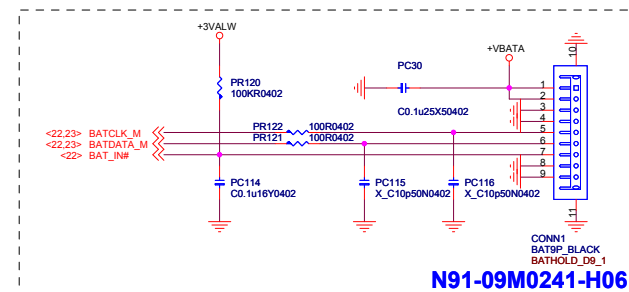 +3VALW
10
PC30
+VBATA
PR120
100KR0402
1
2
3
C0.1u25X50402
4
PR122 100R0402
5
<22,23> BATCLK_M
PR121 100R0402
6
<22,23> BATDATA_M
7
<22> BAT_IN#
8
9
PC114
C0.1u16Y0402
PC115
X_C10p50N0402
PC116
X_C10p50N0402
11
CONN1
BAT9P_BLACK
BATHOLD_D9_1
N91-09M0241-H06